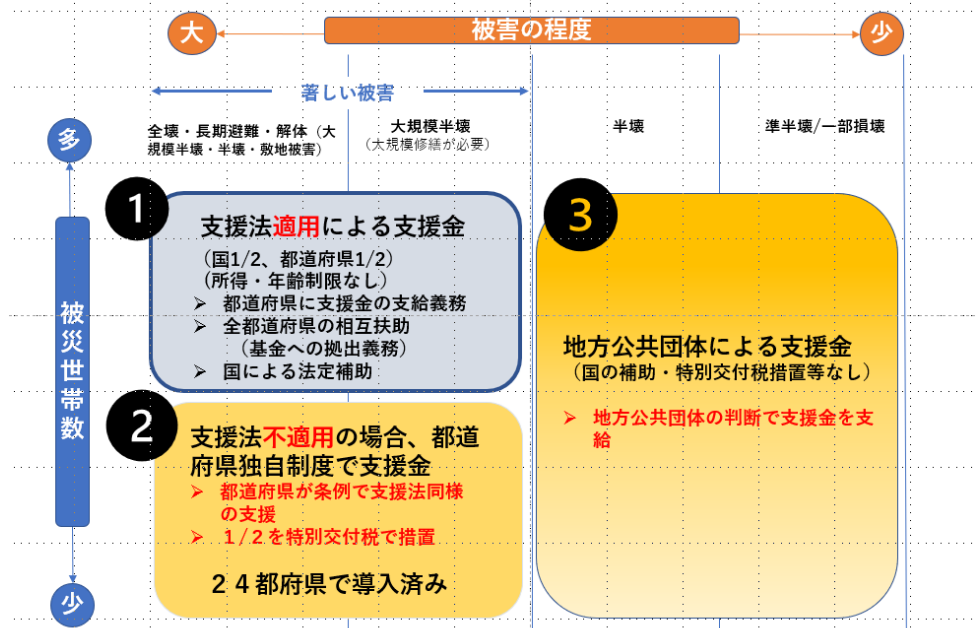 大
被害の程度
少
著しい被害
全壊・長期避難・解体（大
規模半壊・半壊・敷地被害）
大規模半壊
（大規模修繕が必要）
半壊
準半壊/一部損壊
多
被災世帯数
少
1
支援法適用による支援金
（国1/2、都道府県1/2）
（所得・年齢制限なし）
➢ 都道府県に支援金の支給義務
➢ 全都道府県の相互扶助
（基金への拠出義務）
➢ 国による法定補助
2
支援法不適用の場合、都道
府県独自制度で支援金
➢ 都道府県が条例で支援法同様
の支援
➢ １/２を特別交付税で措置
２４都府県で導入済み
3
地方公共団体による支援金
（国の補助・特別交付税措置等なし）
➢ 地方公共団体の判断で支援金を支
給